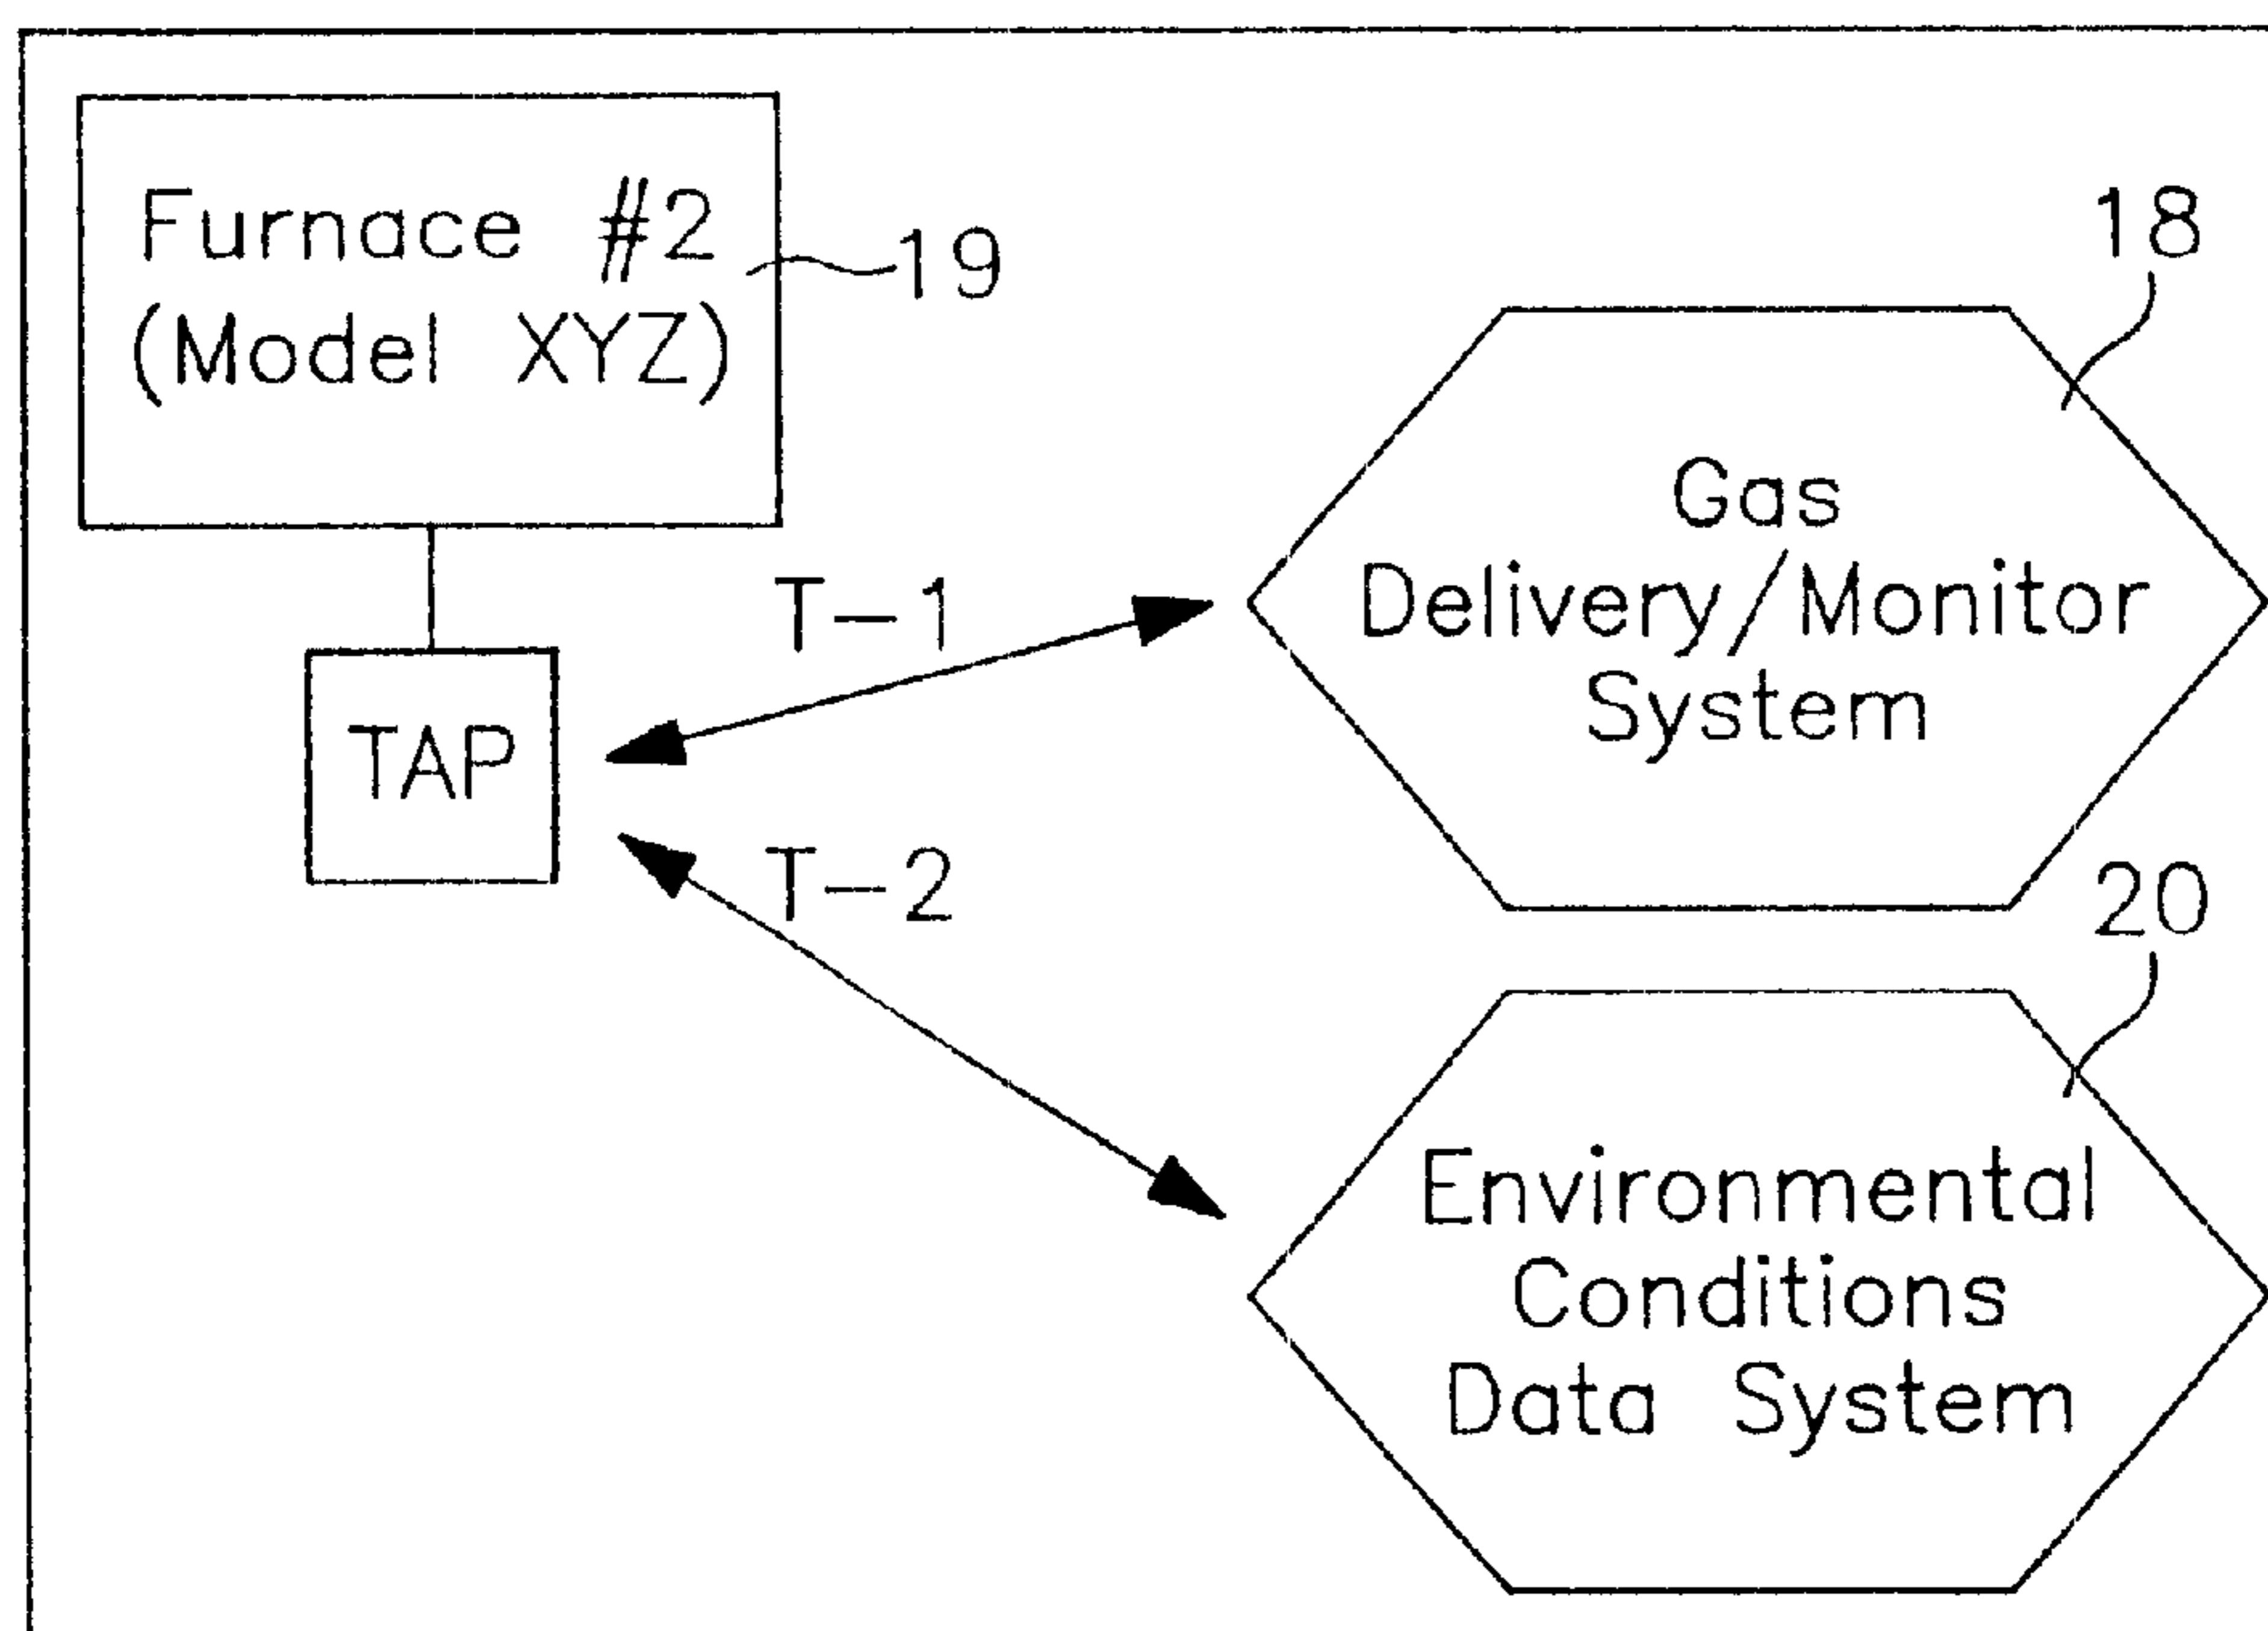 Furnace #2
(Model XYZ)
19
18
Gas
Delivery/Monitor
System
T-1
TAP
T-2
20
Environmental
Conditions
Data System